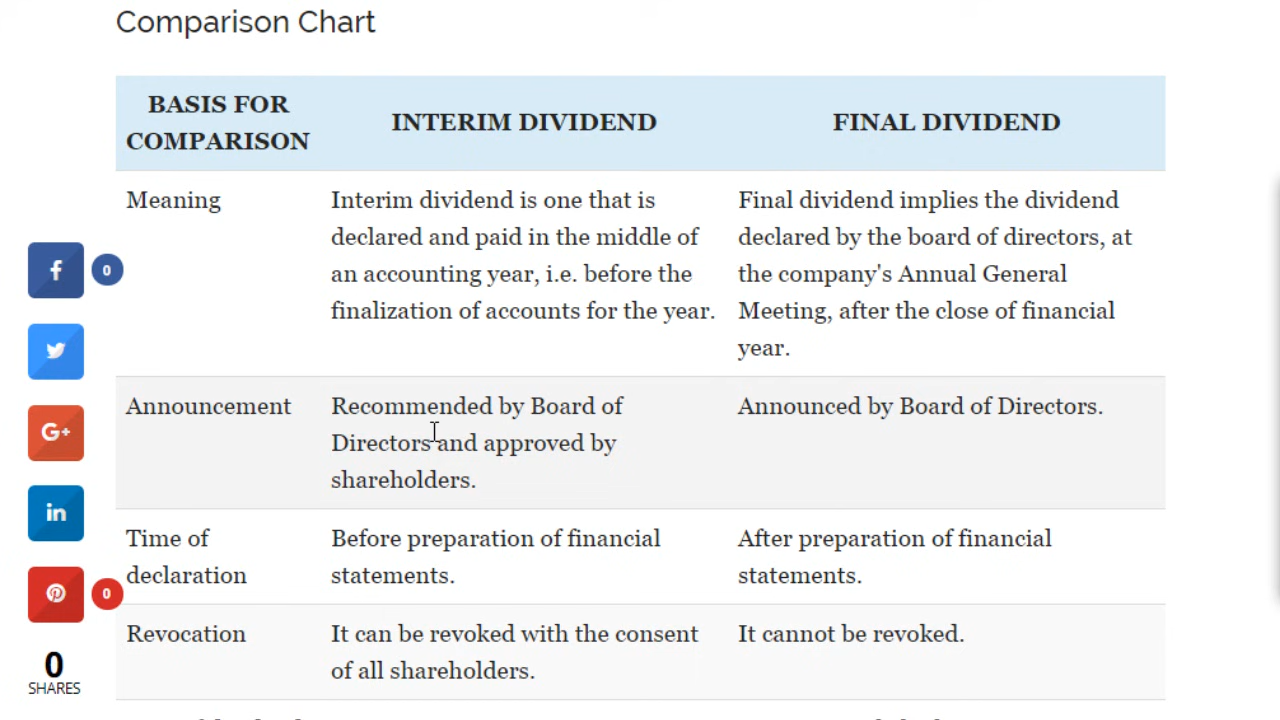 Comparison Chart
BASIS FOR
COMPARISON
INTERIM DIVIDEND
FINAL DIVIDEND
Meaning
Interim dividend is one that is
declared and paid in the middle of
an accounting year, i.e. before the
finalization of accounts for the year.
Final dividend implies the dividend
declared by the board of directors, at
the company's Annual General
Meeting, after the close of financial
year.
Announcement
Recommended by Board of
Directors and approved by
shareholders.
Announced by Board of Directors.
Time of
declaration
Before preparation of financial
statements.
After preparation of financial
statements.
Revocation
It can be revoked with the consent
of all shareholders.
It cannot be revoked.
f 0
G+
in
0
0
SHARES